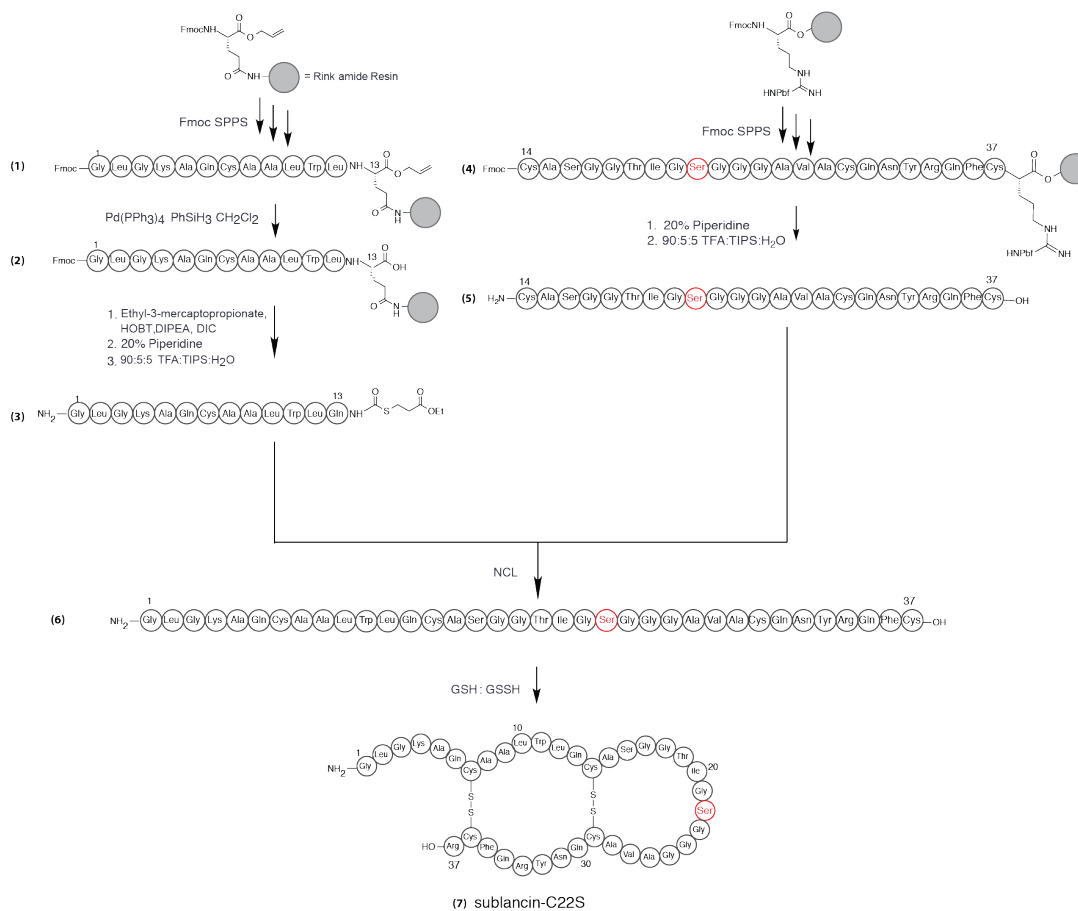 FmocHN O O
O NH = Rink amide Resin
Fmoc SPPS
(1) Fmoc 1 Gly Leu Gly Lys Ala Gln Cys Ala Ala Leu Trp Leu NH 13 O O
O N H
Pd(PPh3)4 PhSiH3 CH2Cl2
(2) Fmoc 1 Gly Leu Gly Lys Ala Gln Cys Ala Ala Leu Trp Leu NH 13 O OH
O N H
1. Ethyl-3-mercaptopropionate,
HOBT,DIPEA, DIC
2. 20% Piperidine
3. 90:5:5 TFA:TIPS:H2O
(3) NH2 1 Gly Leu Gly Lys Ala Gln Cys Ala Ala Leu Trp Leu Gln 13 NH O S O OEt
FmocHN O O
NH
HNPbf NH
Fmoc SPPS
(4) Fmoc 14 Cys Ala Ser Gly Gly Thr Ile Gly Ser Gly Gly Gly Ala Val Ala Cys Gln Asn Tyr Arg Gln Phe Cys 37 O O
NH
HNPbf NH
1. 20% Piperidine
2. 90:5:5 TFA:TIPS:H2O
(5) H2N 14 Cys Ala Ser Gly Gly Thr Ile Gly Ser Gly Gly Gly Ala Val Ala Cys Gln Asn Tyr Arg Gln Phe Cys 37 OH
NCL
(6) NH2 1 Gly Leu Gly Lys Ala Gln Cys Ala Ala Leu Trp Leu Gln Cys Ala Ser Gly Gly Thr Ile Gly Ser Gly Gly Gly Ala Val Ala Cys Gln Asn Tyr Arg Gln Phe Cys 37 OH
GSH : GSSH
NH2 1 Gly Leu Gly Lys Ala Gln Cys Ala Ala Leu 10 Trp Leu Gln Cys Ala Ser Gly Gly Thr Ile 20 Gly Ser
S S S S
HO Arg 37 Cys Phe Gln Arg Tyr Asn Gln 30 Cys Ala Val Ala Gly Gly Gly
(7) sublancin-C22S